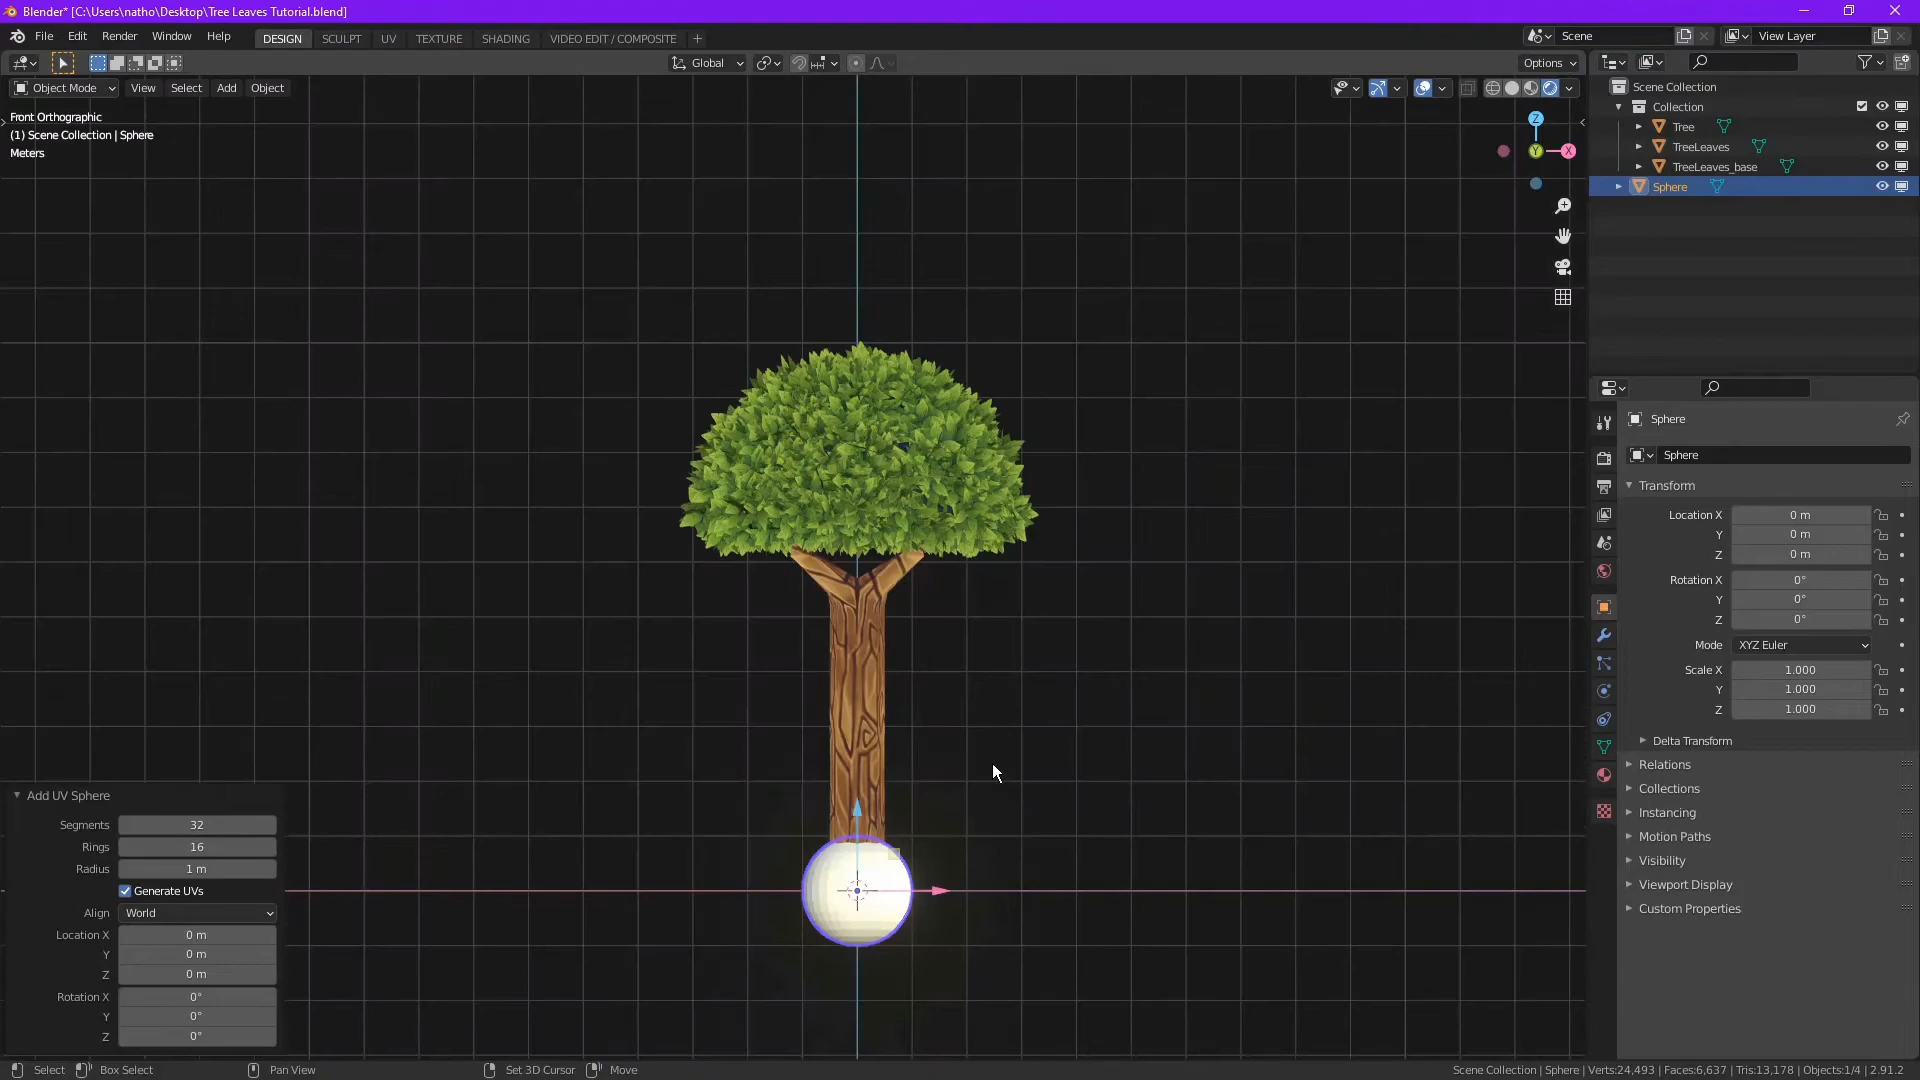 Blender* [C:\Users\natho\Desktop\Tree Leaves Tutorial.blend]
File Edit Render Window Help DESIGN SCULPT UV TEXTURE SHADING VIDEO EDIT / COMPOSITE + Scene View Layer
Global Options
Object Mode View Select Add Object
Front Orthographic
(1) Scene Collection | Sphere
Meters
Z
Y
X
Scene Collection
Collection
Tree
TreeLeaves
TreeLeaves_base
Sphere
Sphere
Sphere
Transform
Location X 0 m
Y 0 m
Z 0 m
Rotation X 0°
Y 0°
Z 0°
Mode XYZ Euler
Scale X 1.000
Y 1.000
Z 1.000
Delta Transform
Relations
Collections
Instancing
Motion Paths
Visibility
Viewport Display
Custom Properties
Add UV Sphere
Segments 32
Rings 16
Radius 1 m
Generate UVs
Align World
Location X 0 m
Y 0 m
Z 0 m
Rotation X 0°
Y 0°
Z 0°
Select Box Select Pan View Set 3D Cursor Move Scene Collection | Sphere | Verts:24,493 | Faces:6,637 | Tris:13,178 | Objects:1/4 | 2.91.2